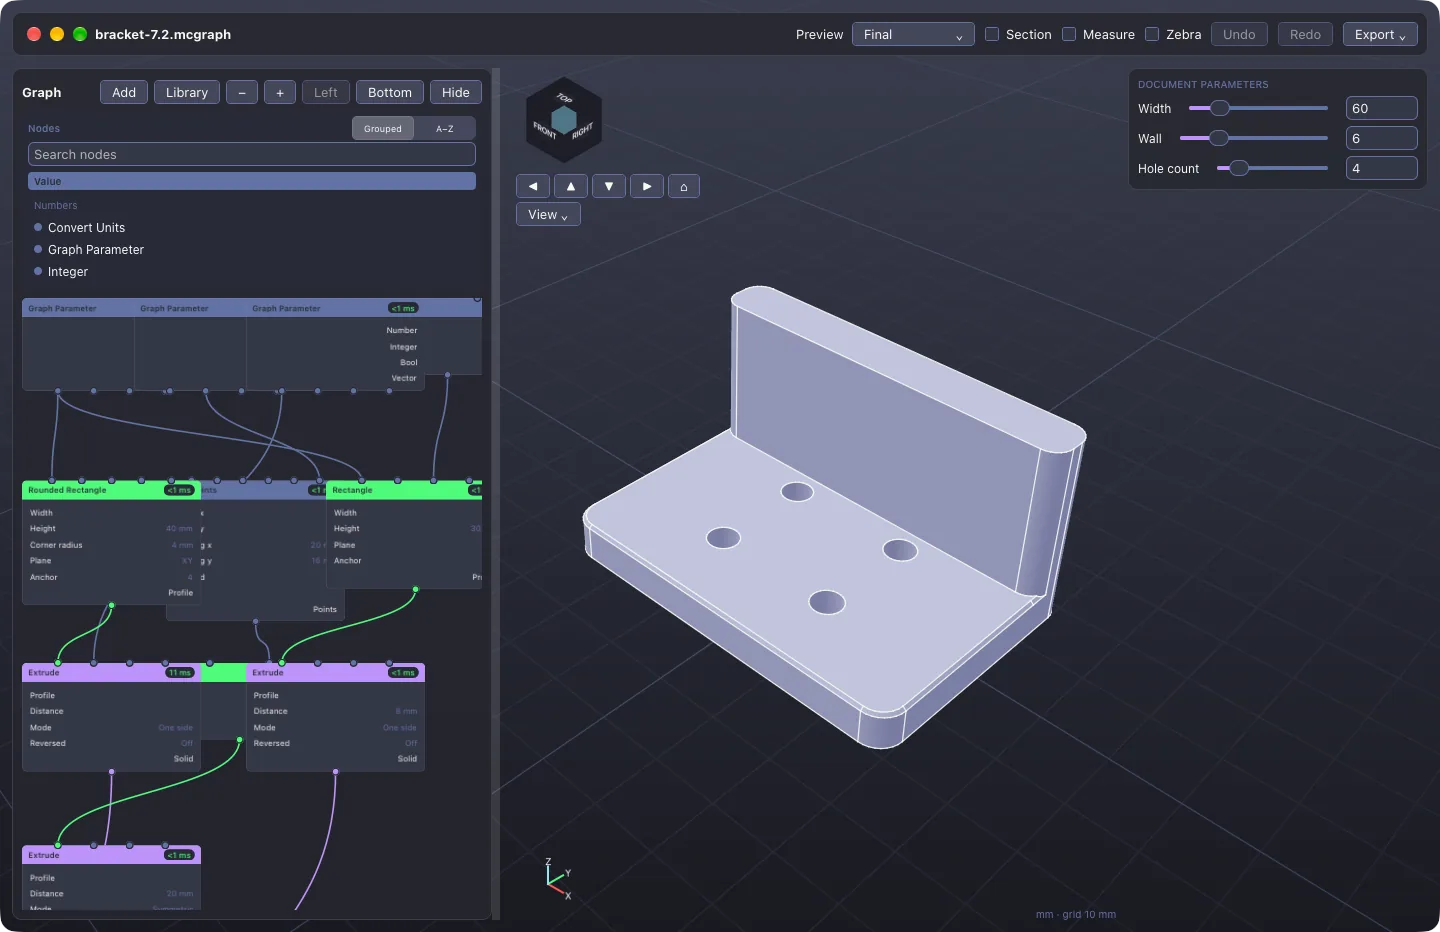 bracket-7.2.mcgraph
Preview Final Section Measure Zebra Undo Redo Export
Graph Add Library − + Left Bottom Hide
Nodes Grouped A–Z
Search nodes
Value
Numbers
Convert Units
Graph Parameter
Integer
Graph Parameter Graph Parameter Graph Parameter <1 ms
Number
Integer
Bool
Vector
Rounded Rectangle <1 ms
Width
Height 40 mm
Corner radius 4 mm
Plane XY
Anchor 4
Profile
Points
Rectangle
Width
Height
Plane
Anchor
Extrude 11 ms
Profile
Distance
Mode One side
Reversed Off
Solid
Extrude <1 ms
Profile
Distance 6 mm
Mode One side
Reversed Off
Solid
Extrude <1 ms
Profile
Distance 20 mm
Mode Symmetric
TOP
FRONT RIGHT
View
DOCUMENT PARAMETERS
Width 60
Wall 6
Hole count 4
Z
Y
X
mm · grid 10 mm